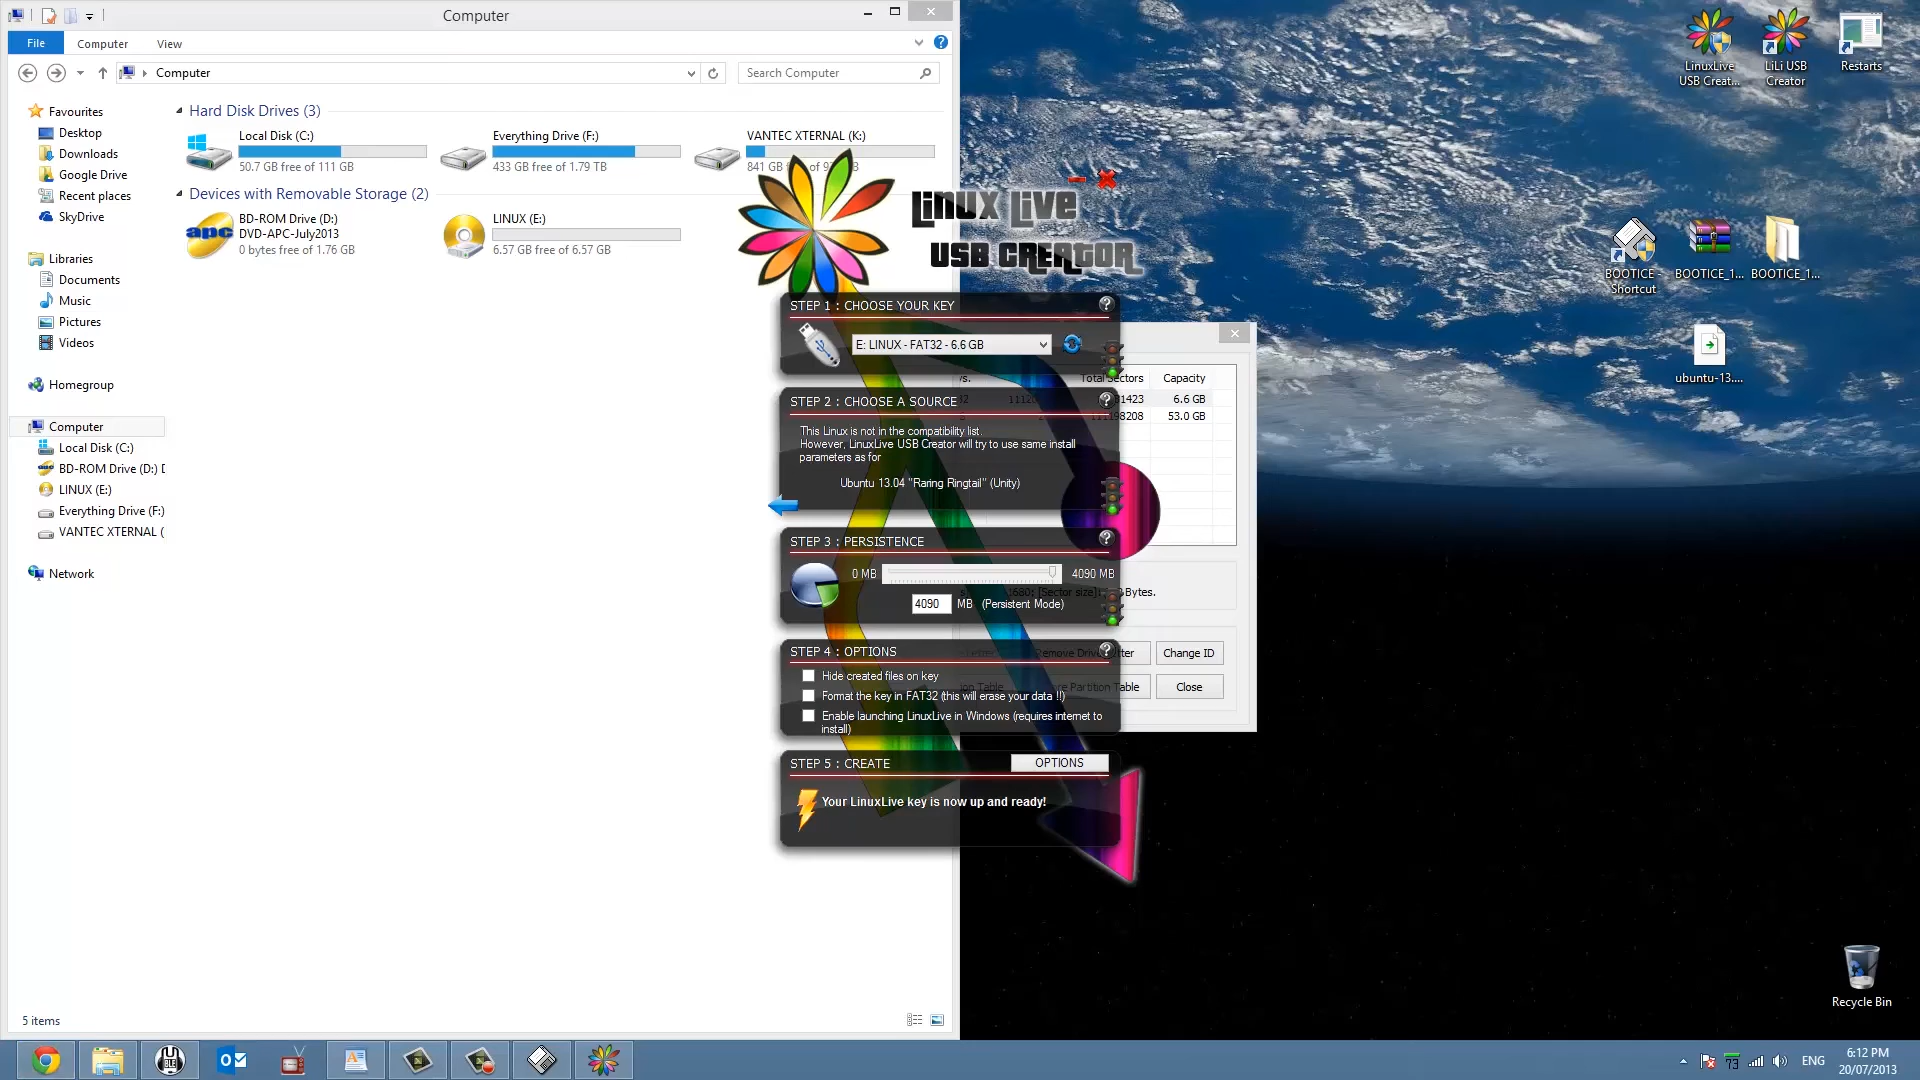 Computer
File
Computer
View
Computer
Search Computer
Favourites
Desktop
Downloads
Google Drive
Recent places
SkyDrive
Libraries
Documents
Music
Pictures
Videos
Homegroup
Computer
Local Disk (C:)
BD-ROM Drive (D:) D
LINUX (E:)
Everything Drive (F:)
VANTEC XTERNAL (
Network
Hard Disk Drives (3)
Local Disk (C:)
50.7 GB free of 111 GB
Everything Drive (F:)
433 GB free of 1.79 TB
VANTEC XTERNAL (K:)
841 GB
Devices with Removable Storage (2)
apc
BD-ROM Drive (D:)
DVD-APC-July2013
0 bytes free of 1.76 GB
LINUX (E:)
6.57 GB free of 6.57 GB
5 items
Linux Live
USB Creator
STEP 1 : CHOOSE YOUR KEY
E: LINUX - FAT32 - 6.6 GB
STEP 2 : CHOOSE A SOURCE
This Linux is not in the compatibility list.
However, LinuxLive USB Creator will try to use same install
parameters as for
Ubuntu 13.04 "Raring Ringtail" (Unity)
STEP 3 : PERSISTENCE
0 MB
4090 MB
4090 MB (Persistent Mode)
STEP 4 : OPTIONS
Hide created files on key
Format the key in FAT32 (this will erase your data !!)
Enable launching LinuxLive in Windows (requires internet to
install)
STEP 5 : CREATE
OPTIONS
Your LinuxLive key is now up and ready!
Total Sectors
Capacity
6.6 GB
53.0 GB
Bytes.
Change ID
Partition Table
Close
LinuxLive
USB Creat...
LiLi USB
Creator
Restarts
BOOTICE -
Shortcut
BOOTICE_1...
BOOTICE_1...
ubuntu-13....
Recycle Bin
73
ENG
6:12 PM
20/07/2013